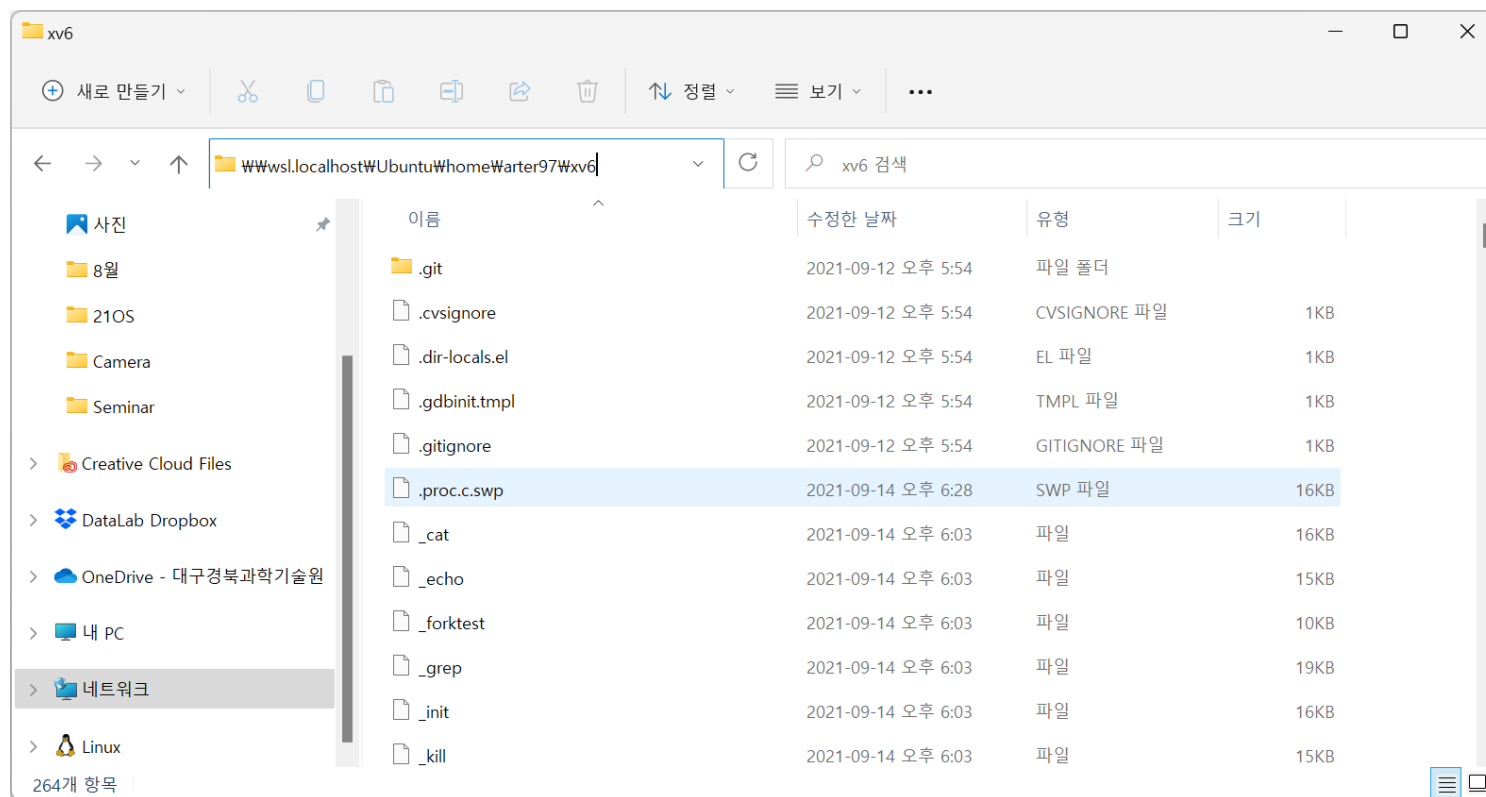 xv6
새로 만들기 정렬 보기 •••
₩₩wsl.localhost₩Ubuntu₩home₩arter97₩xv6 xv6 검색
사진
8월
21OS
Camera
Seminar
Creative Cloud Files
DataLab Dropbox
OneDrive - 대구경북과학기술원
내 PC
네트워크
Linux
이름 수정한 날짜 유형 크기
.git 2021-09-12 오후 5:54 파일 폴더
.cvsignore 2021-09-12 오후 5:54 CVSIGNORE 파일 1KB
.dir-locals.el 2021-09-12 오후 5:54 EL 파일 1KB
.gdbinit.tmpl 2021-09-12 오후 5:54 TMPL 파일 1KB
.gitignore 2021-09-12 오후 5:54 GITIGNORE 파일 1KB
.proc.c.swp 2021-09-14 오후 6:28 SWP 파일 16KB
_cat 2021-09-14 오후 6:03 파일 16KB
_echo 2021-09-14 오후 6:03 파일 15KB
_forktest 2021-09-14 오후 6:03 파일 10KB
_grep 2021-09-14 오후 6:03 파일 19KB
_init 2021-09-14 오후 6:03 파일 16KB
_kill 2021-09-14 오후 6:03 파일 15KB
264개 항목